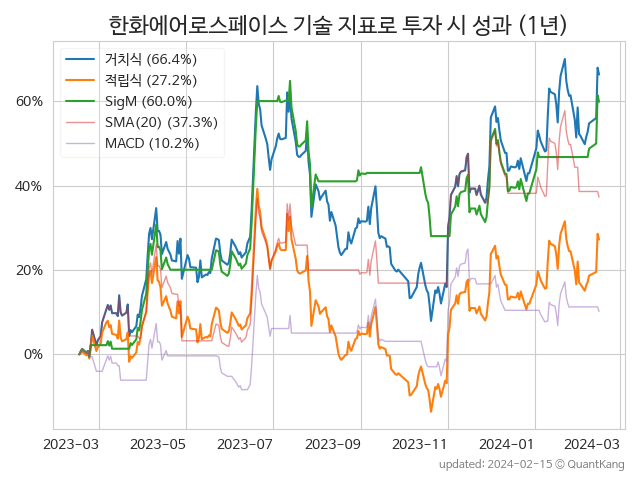 한화에어로스페이스 기술 지표로 투자 시 성과 (1년)
거치식 (66.4%)
적립식 (27.2%)
SigM (60.0%)
SMA(20) (37.3%)
MACD (10.2%)
60%
40%
20%
0%
2023-03 2023-05 2023-07 2023-09 2023-11 2024-01 2024-03
updated: 2024-02-15 © QuantKang